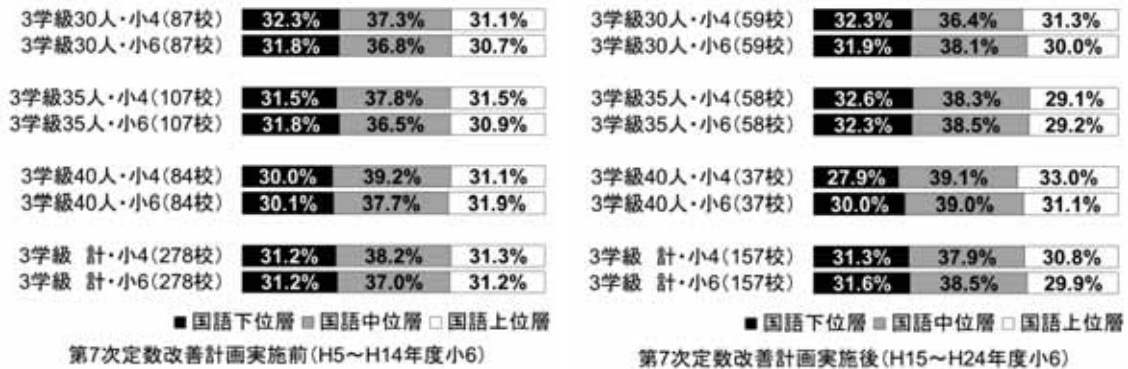 3学級30人・小4(87校) 32.3% 37.3% 31.1%
3学級30人・小6(87校) 31.8% 36.8% 30.7%
3学級35人・小4(107校) 31.5% 37.8% 31.5%
3学級35人・小6(107校) 31.8% 36.5% 30.9%
3学級40人・小4(84校) 30.0% 39.2% 31.1%
3学級40人・小6(84校) 30.1% 37.7% 31.9%
3学級 計・小4(278校) 31.2% 38.2% 31.3%
3学級 計・小6(278校) 31.2% 37.0% 31.2%
■国語下位層 ■国語中位層 □国語上位層
第7次定数改善計画実施前(H5〜H14年度小6)
3学級30人・小4(59校) 32.3% 36.4% 31.3%
3学級30人・小6(59校) 31.9% 38.1% 30.0%
3学級35人・小4(58校) 32.6% 38.3% 29.1%
3学級35人・小6(58校) 32.3% 38.5% 29.2%
3学級40人・小4(37校) 27.9% 39.1% 33.0%
3学級40人・小6(37校) 30.0% 39.0% 31.1%
3学級 計・小4(157校) 31.3% 37.9% 30.8%
3学級 計・小6(157校) 31.6% 38.5% 29.9%
■国語下位層 ■国語中位層 □国語上位層
第7次定数改善計画実施後(H15〜H24年度小6)